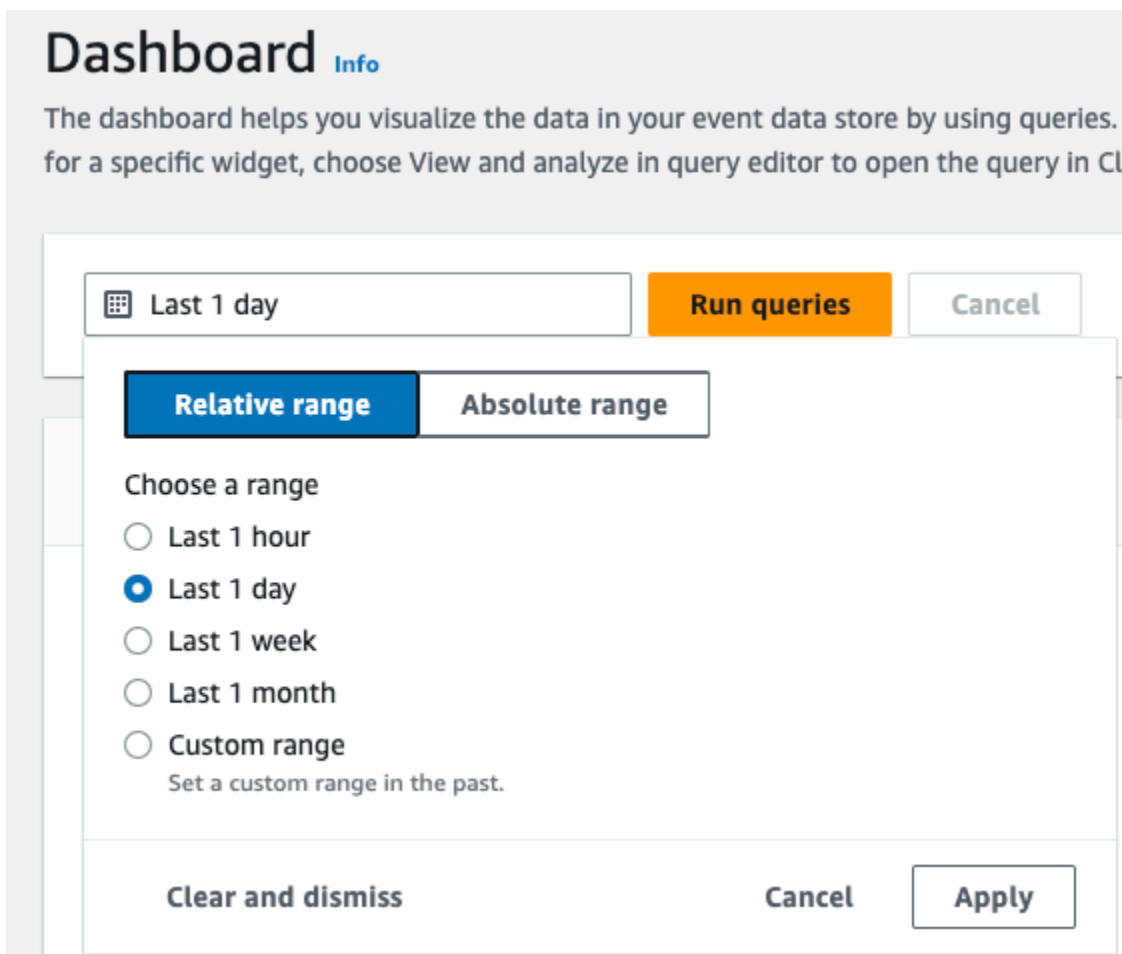 Dashboard Info
The dashboard helps you visualize the data in your event data store by using queries.
for a specific widget, choose View and analyze in query editor to open the query in Cl
Last 1 day Run queries Cancel
Relative range Absolute range
Choose a range
Last 1 hour
Last 1 day
Last 1 week
Last 1 month
Custom range
Set a custom range in the past.
Clear and dismiss Cancel Apply